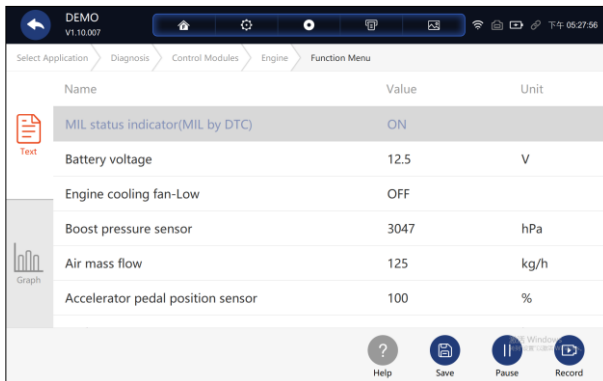 DEMO
V1.10.007
下午 05:27:56
Select Application Diagnosis Control Modules Engine Function Menu
Name Value Unit
MIL status indicator(MIL by DTC) ON
Text
Battery voltage 12.5 V
Engine cooling fan-Low OFF
Boost pressure sensor 3047 hPa
Air mass flow 125 kg/h
Graph
Accelerator pedal position sensor 100 %
Windows
Help Save Pause Record